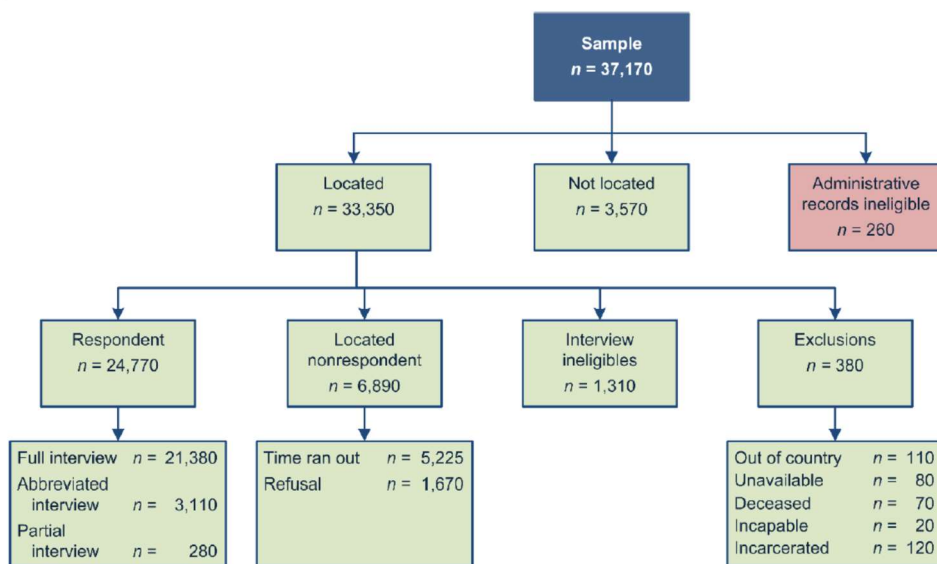 Sample
n = 37,170
Located
n = 33,350
Not located
n = 3,570
Administrative
records ineligible
n = 260
Respondent
n = 24,770
Located
nonrespondent
n = 6,890
Interview
ineligibles
n = 1,310
Exclusions
n = 380
Full interview n = 21,380
Abbreviated
interview n = 3,110
Partial
interview n = 280
Time ran out n = 5,225
Refusal n = 1,670
Out of country n = 110
Unavailable n = 80
Deceased n = 70
Incapable n = 20
Incarcerated n = 120